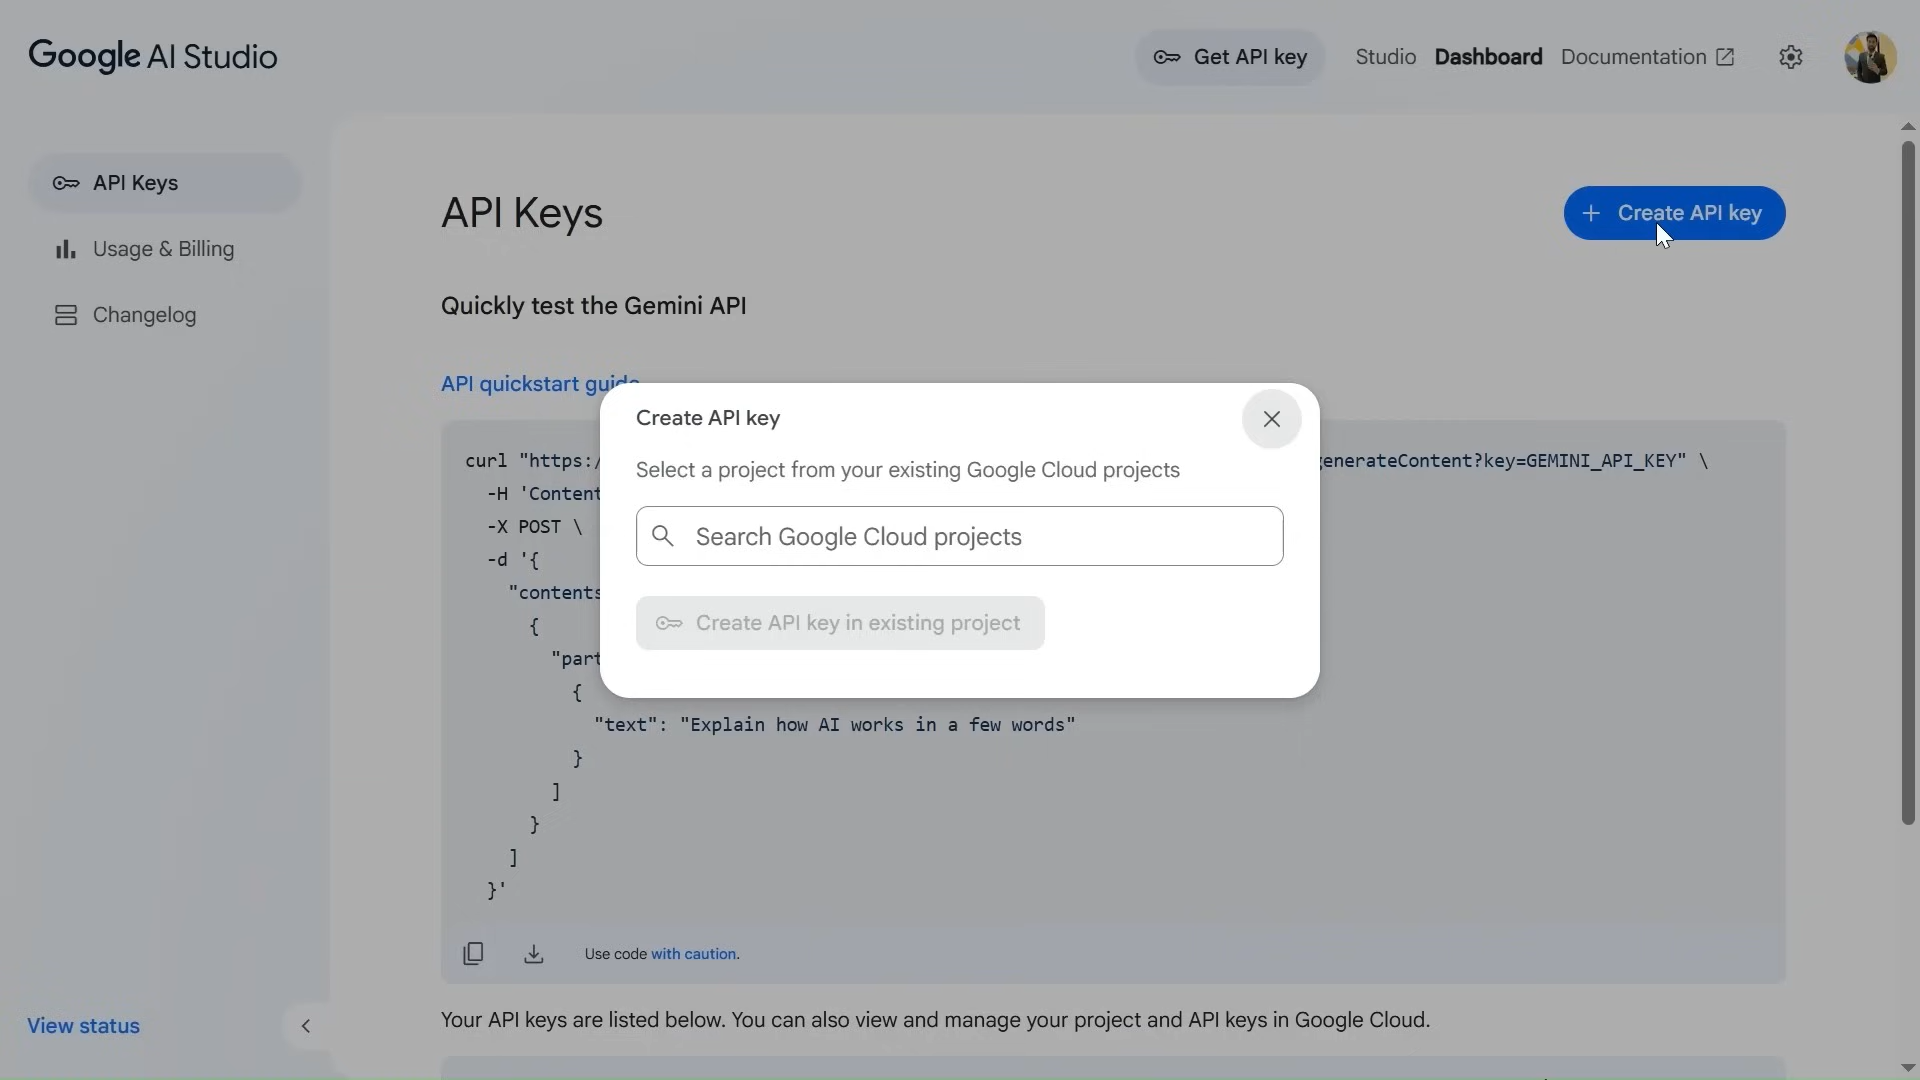 Google AI Studio
Get API key
Studio
Dashboard
Documentation
API Keys
Usage & Billing
Changelog
View status
API Keys
Create API key
Quickly test the Gemini API
API quickstart guide
Create API key
Select a project from your existing Google Cloud projects
Search Google Cloud projects
Create API key in existing project
curl "https:/ enerateContent?key=GEMINI_API_KEY" \
-H 'Content
-X POST \
-d '{
"contents
{
"part
{
"text": "Explain how AI works in a few words"
}
]
}
]
}'
Use code with caution.
Your API keys are listed below. You can also view and manage your project and API keys in Google Cloud.